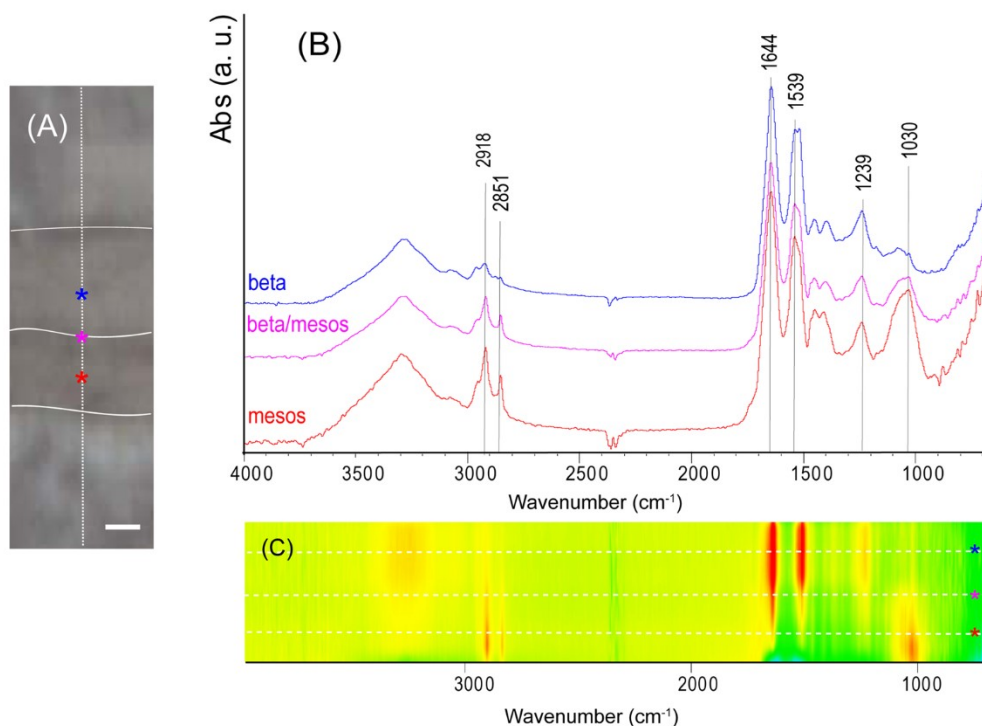 (A)
(B)
Abs (a. u.)
2918
2851
1644
1539
1239
1030
beta
beta/mesos
mesos
4000
3500
3000
2500
2000
1500
1000
Wavenumber (cm⁻¹)
(C)
*
*
*
*
*
*
3000
2000
1000
Wavenumber (cm⁻¹)